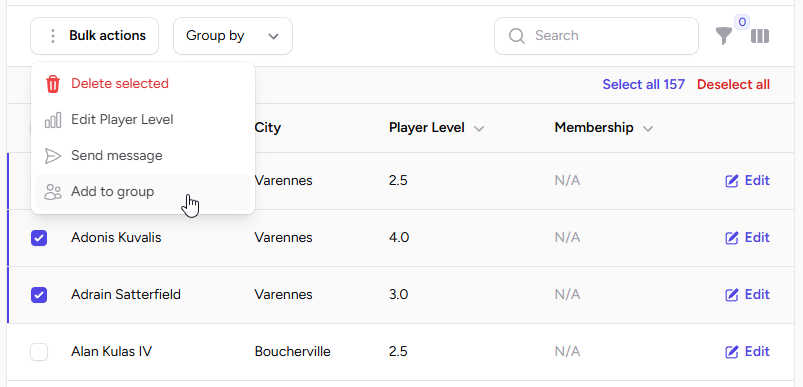 Bulk actions Group by Search 0
Delete selected
Select all 157 Deselect all
Edit Player Level
City Player Level Membership
Send message
Varennes 2.5 N/A Edit
Add to group
Adonis Kuvalis Varennes 4.0 N/A Edit
Adrain Satterfield Varennes 3.0 N/A Edit
Alan Kulas IV Boucherville 2.5 N/A Edit